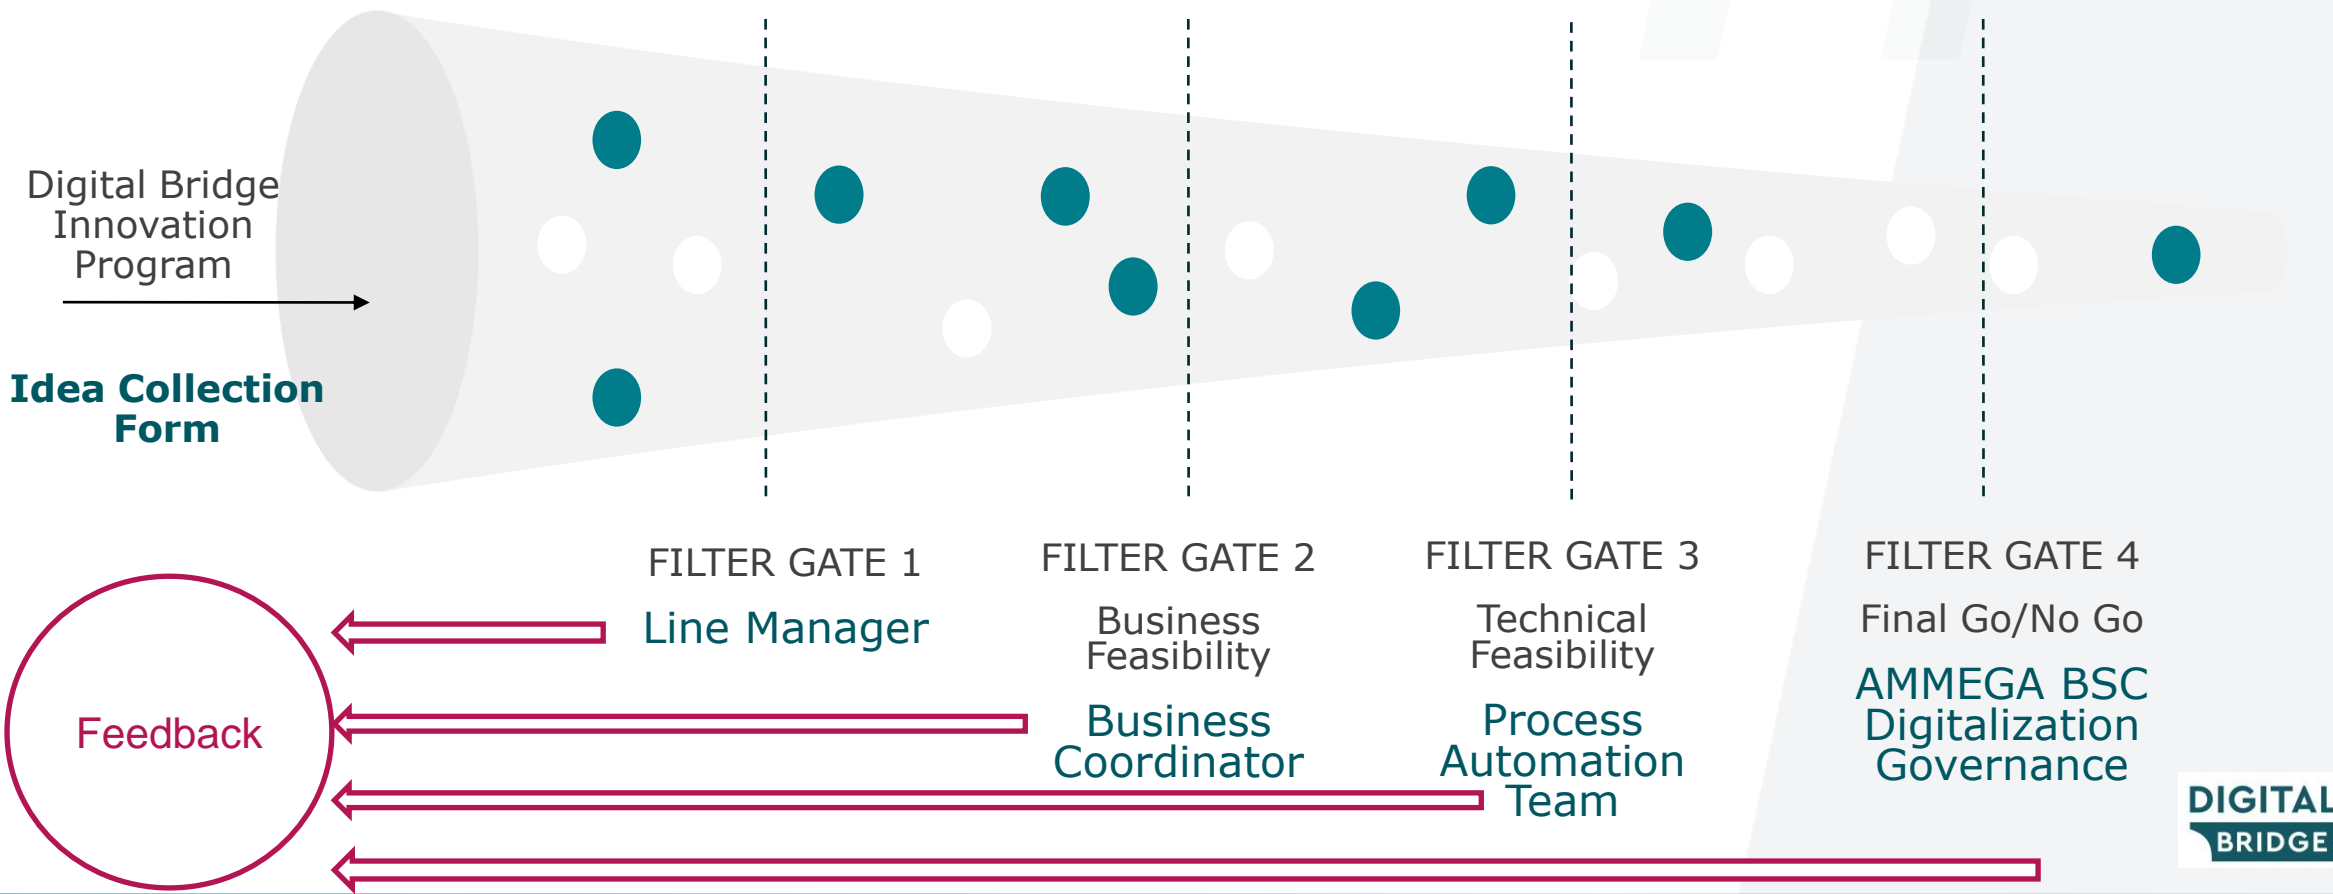 Digital Bridge
Innovation
Program
Idea Collection
Form
FILTER GATE 1
Line Manager
FILTER GATE 2
Business
Feasibility
Business
Coordinator
FILTER GATE 3
Technical
Feasibility
Process
Automation
Team
FILTER GATE 4
Final Go/No Go
AMMEGA BSC
Digitalization
Governance
Feedback
DIGITAL
BRIDGE